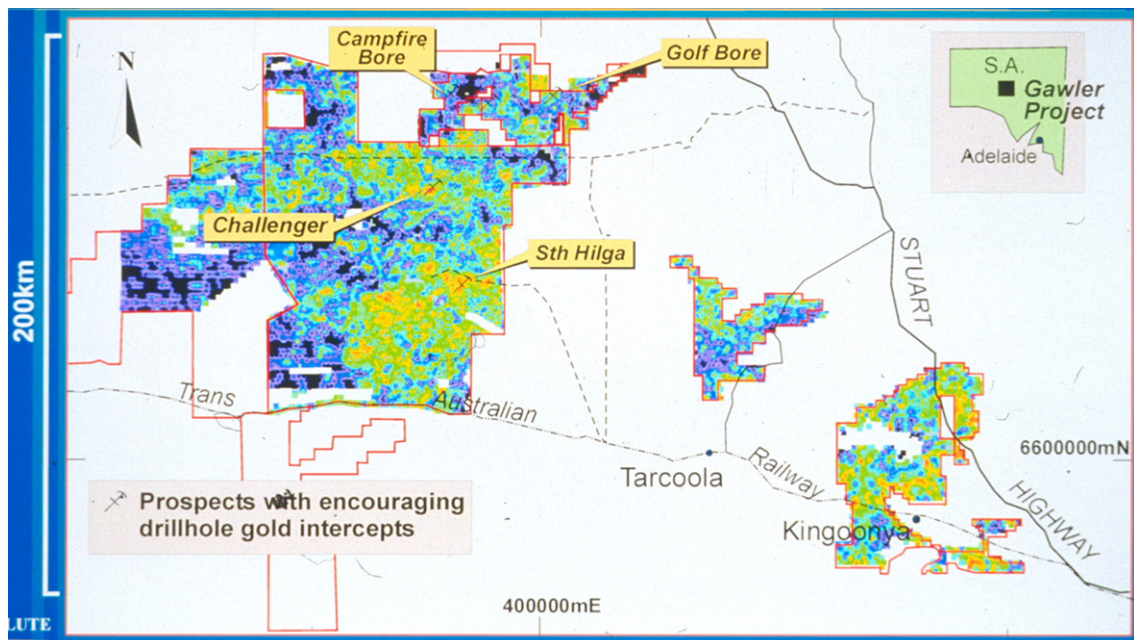 Campfire
Bore
Golf Bore
N
S.A.
Gawler
Project
Adelaide
Challenger
Sth Hilga
STUART
200km
Trans
Australian
6600000mN
Tarcoola
Railway
HIGHWAY
Prospects with encouraging
drillhole gold intercepts
Kingoonya
400000mE
LUTE